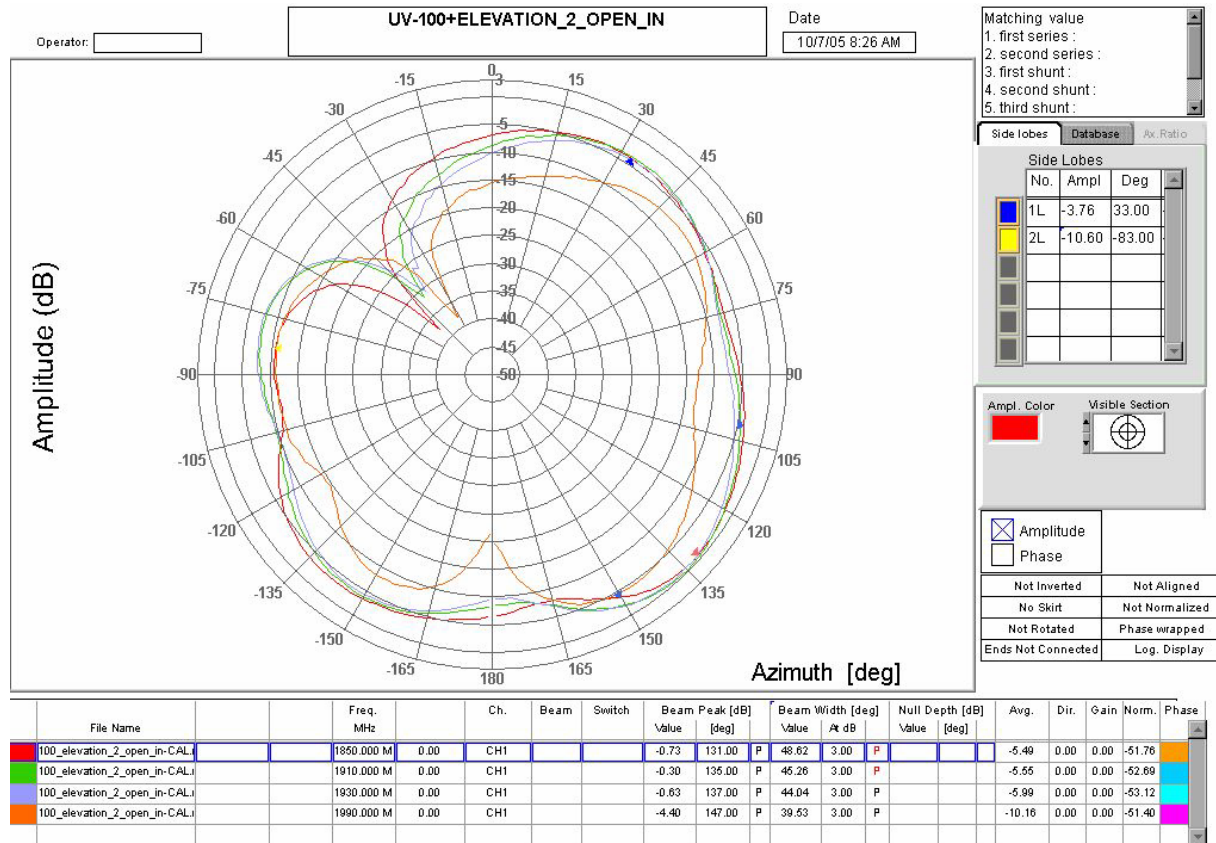 UV-100+ELEVATION_2_OPEN_IN
Operator:
Date
10/7/05 8:26 AM
Matching value
1. first series :
2. second series :
3. first shunt :
4. second shunt :
5. third shunt :
Side lobes Database Ax.Ratio
Side Lobes
No. Ampl Deg
1L -3.76 33.00
2L -10.60 -83.00
Ampl. Color Visible Section
Amplitude
Phase
Not Inverted Not Aligned
No Skirt Not Normalized
Not Rotated Phase wrapped
Ends Not Connected Log. Display
Amplitude (dB)
Azimuth [deg]
0
15
30
45
60
75
90
105
120
135
150
180
-165
-150
-135
-120
-105
-90
-75
-60
-45
-30
-15
3
-5
-10
-15
-20
-25
-30
-35
-40
-45
-50
File Name Freq. MHz Ch. Beam Switch Beam Peak [dB] Value [deg] Beam Width [deg] Value At dB Null Depth [dB] Value [deg] Avg. Dir. Gain Norm. Phase
100_elevation_2_open_in-CAL. 1850.000 M 0.00 CH1 -0.73 131.00 P 48.62 3.00 P -5.49 0.00 0.00 -51.76
100_elevation_2_open_in-CAL. 1910.000 M 0.00 CH1 -0.30 135.00 P 45.26 3.00 P -5.55 0.00 0.00 -52.69
100_elevation_2_open_in-CAL. 1930.000 M 0.00 CH1 -0.63 137.00 P 44.04 3.00 P -5.99 0.00 0.00 -53.12
100_elevation_2_open_in-CAL. 1990.000 M 0.00 CH1 -4.40 147.00 P 39.53 3.00 P -10.16 0.00 0.00 -51.40